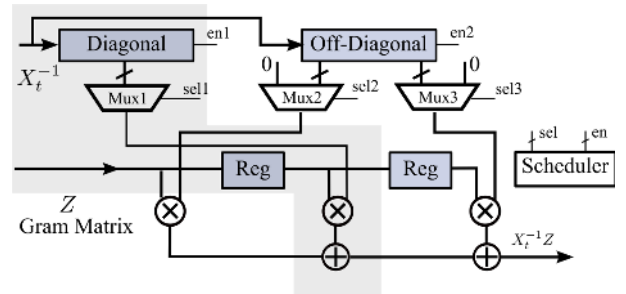 Diagonal
en1
Off-Diagonal
en2
X_t^{-1}
0
0
Mux1
sel1
Mux2
sel2
Mux3
sel3
sel
en
Scheduler
Reg
Reg
Z
Gram Matrix
X_t^{-1}Z